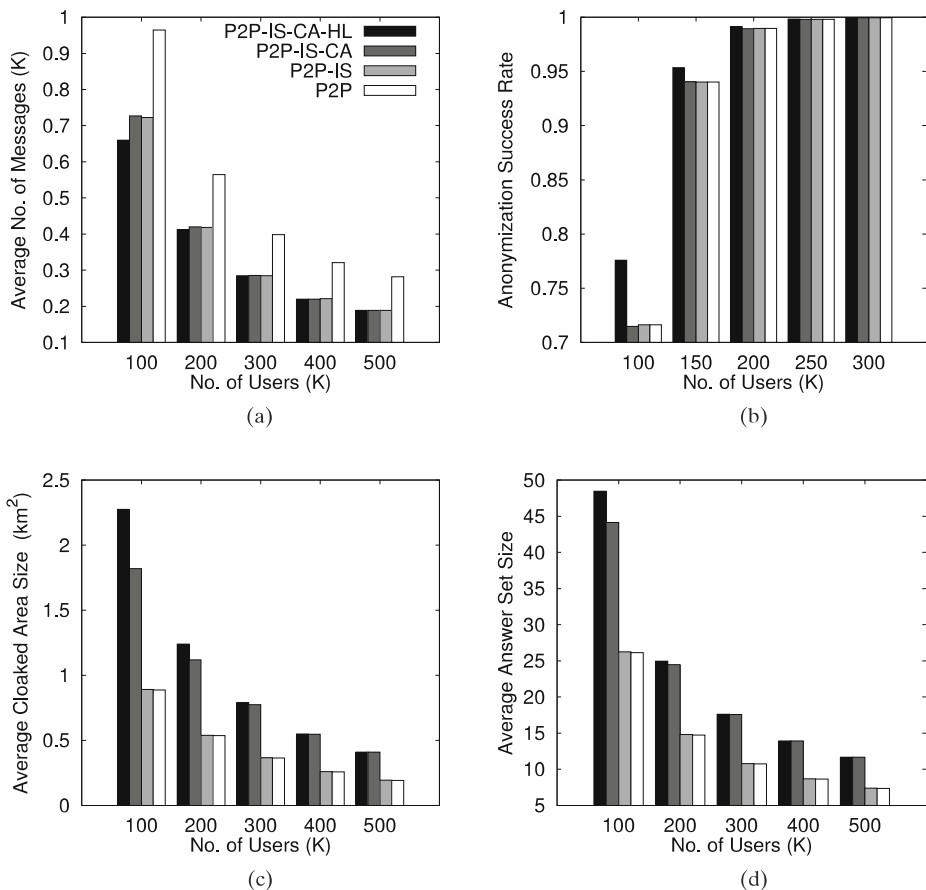 1
0.9
0.8
0.7
0.6
0.5
0.4
0.3
0.2
0.1
Average No. of Messages (K)
P2P-IS-CA-HL
P2P-IS-CA
P2P-IS
P2P
100 200 300 400 500
No. of Users (K)
(a)
1
0.95
0.9
0.85
0.8
0.75
0.7
Anonymization Success Rate
100 150 200 250 300
No. of Users (K)
(b)
2.5
2
1.5
1
0.5
0
Average Cloaked Area Size (km²)
100 200 300 400 500
No. of Users (K)
(c)
50
45
40
35
30
25
20
15
10
5
Average Answer Set Size
100 200 300 400 500
No. of Users (K)
(d)